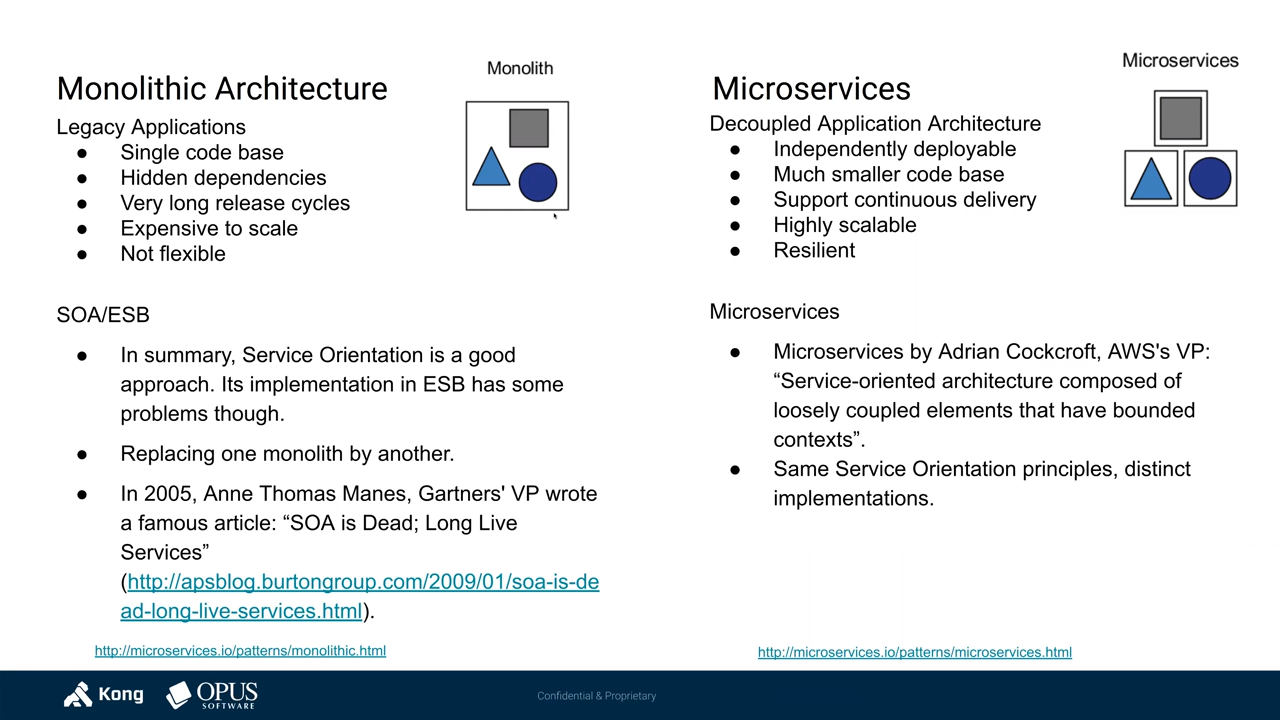 Monolithic Architecture
Monolith
Legacy Applications
● Single code base
● Hidden dependencies
● Very long release cycles
● Expensive to scale
● Not flexible
SOA/ESB
● In summary, Service Orientation is a good
approach. Its implementation in ESB has some
problems though.
● Replacing one monolith by another.
● In 2005, Anne Thomas Manes, Gartners' VP wrote
a famous article: “SOA is Dead; Long Live
Services”
(http://apsblog.burtongroup.com/2009/01/soa-is-de
ad-long-live-services.html).
http://microservices.io/patterns/monolithic.html
Microservices
Microservices
Decoupled Application Architecture
● Independently deployable
● Much smaller code base
● Support continuous delivery
● Highly scalable
● Resilient
Microservices
● Microservices by Adrian Cockcroft, AWS's VP:
“Service-oriented architecture composed of
loosely coupled elements that have bounded
contexts”.
● Same Service Orientation principles, distinct
implementations.
http://microservices.io/patterns/microservices.html
Kong
OPUS
SOFTWARE
Confidential & Proprietary